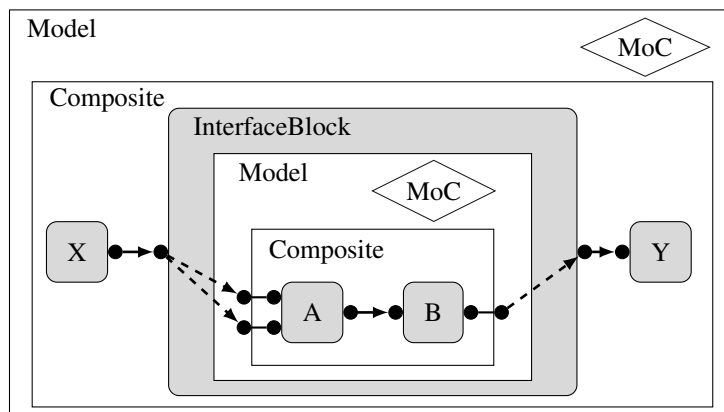 Model
MoC
Composite
InterfaceBlock
Model
MoC
Composite
X
A
B
Y